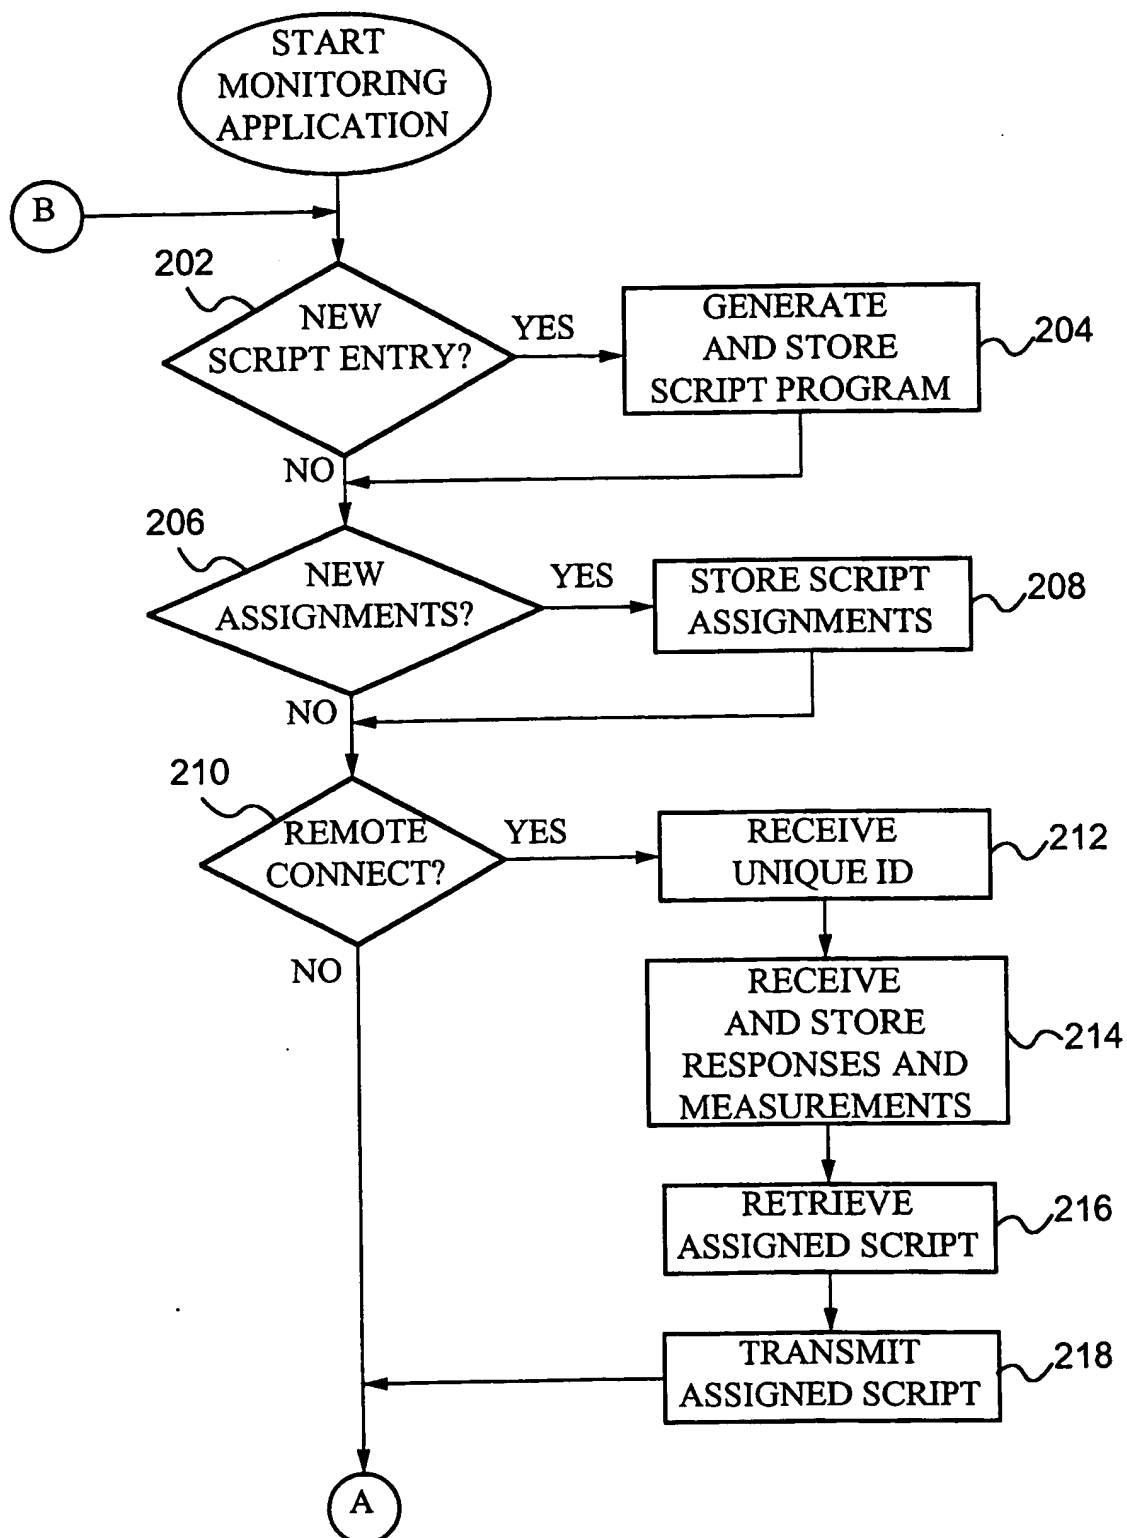 START
MONITORING
APPLICATION
B
202
NEW
SCRIPT ENTRY?
YES
GENERATE
AND STORE
SCRIPT PROGRAM
204
NO
206
NEW
ASSIGNMENTS?
YES
STORE SCRIPT
ASSIGNMENTS
208
NO
210
REMOTE
CONNECT?
YES
RECEIVE
UNIQUE ID
212
NO
RECEIVE
AND STORE
RESPONSES AND
MEASUREMENTS
214
RETRIEVE
ASSIGNED SCRIPT
216
TRANSMIT
ASSIGNED SCRIPT
218
A